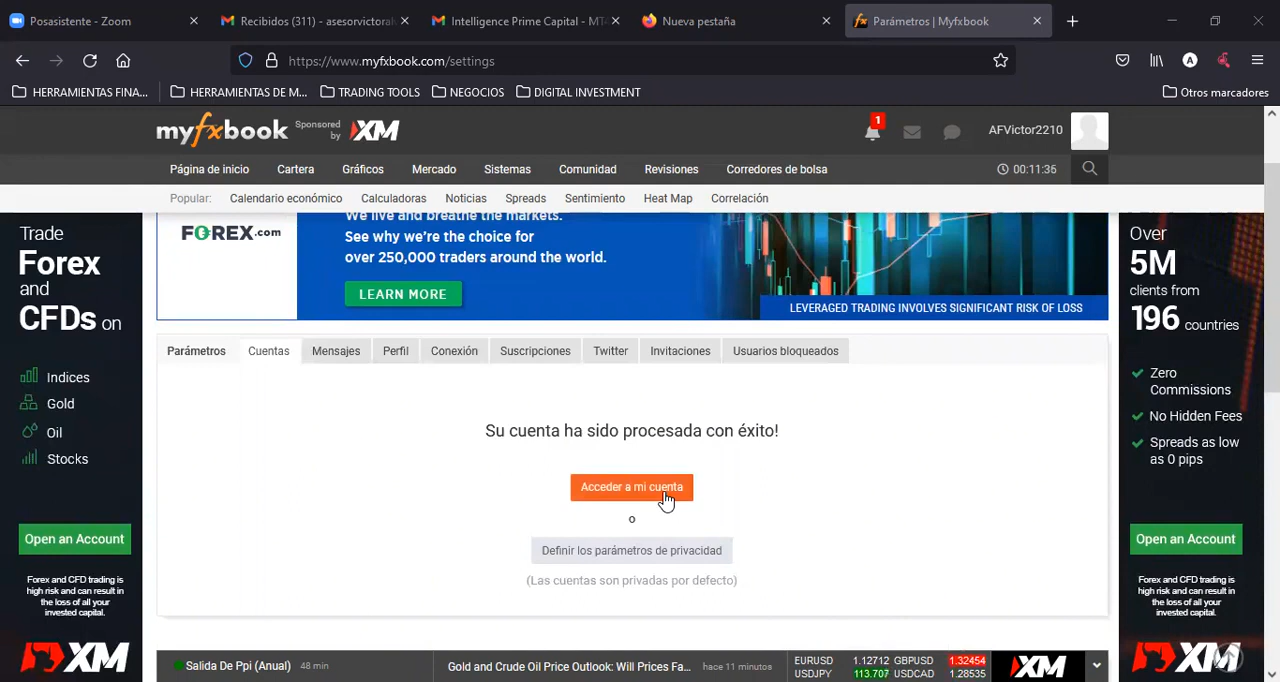 Posasistente - Zoom
Recibidos (311) - asesorvictoral
Intelligence Prime Capital - MT4
Nueva pestaña
Parámetros | Myfxbook
https://www.myfxbook.com/settings
HERRAMIENTAS FINA...
HERRAMIENTAS DE M...
TRADING TOOLS
NEGOCIOS
DIGITAL INVESTMENT
Otros marcadores
myfxbook
Sponsored by
XM
1
AFVictor2210
Página de inicio
Cartera
Gráficos
Mercado
Sistemas
Comunidad
Revisiones
Corredores de bolsa
00:11:35
Popular:
Calendario económico
Calculadoras
Noticias
Spreads
Sentimiento
Heat Map
Correlación
Trade
Forex
and
CFDs on
Indices
Gold
Oil
Stocks
Open an Account
Forex and CFD trading is
high risk and can result in
the loss of all your
invested capital.
XM
FOREX.com
We live and breathe the markets.
See why we're the choice for
over 250,000 traders around the world.
LEARN MORE
LEVERAGED TRADING INVOLVES SIGNIFICANT RISK OF LOSS
Parámetros
Cuentas
Mensajes
Perfil
Conexión
Suscripciones
Twitter
Invitaciones
Usuarios bloqueados
Su cuenta ha sido procesada con éxito!
Acceder a mi cuenta
o
Definir los parámetros de privacidad
(Las cuentas son privadas por defecto)
Over
5M
clients from
196 countries
Zero
Commissions
No Hidden Fees
Spreads as low
as 0 pips
Open an Account
Forex and CFD trading is
high risk and can result in
the loss of all your
invested capital.
XM
Salida De Ppi (Anual) 48 min
Gold and Crude Oil Price Outlook: Will Prices Fa... hace 11 minutos
EURUSD 1.12712 GBPUSD 1.32454
USDJPY 113.707 USDCAD 1.28535
XM